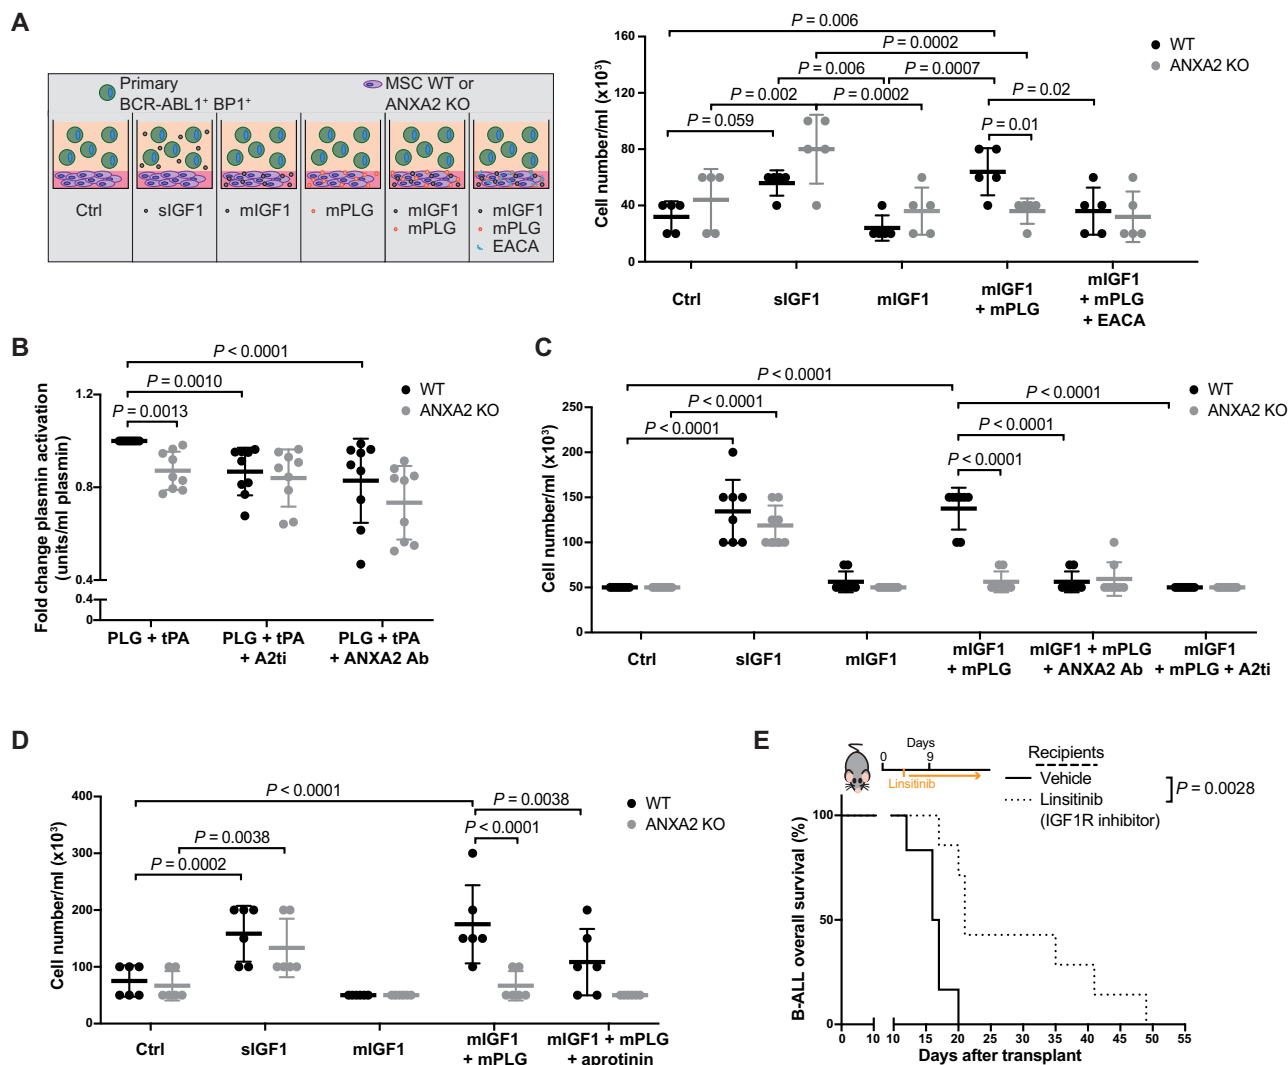 A
Primary
BCR-ABL1⁺ BP1⁺
MSC WT or
ANXA2 KO
Ctrl
sIGF1
mIGF1
mPLG
mIGF1
mPLG
mIGF1
mPLG
EACA
P = 0.006
P = 0.0002
P = 0.006
P = 0.0007
P = 0.002
P = 0.0002
P = 0.02
P = 0.059
P = 0.01
WT
ANXA2 KO
Cell number/ml (x10³)
160
120
80
40
0
Ctrl
sIGF1
mIGF1
mIGF1
+ mPLG
mIGF1
+ mPLG
+ EACA
B
P < 0.0001
P = 0.0010
P = 0.0013
WT
ANXA2 KO
Fold change plasmin activation
(units/ml plasmin)
1.2
0.8
0.4
0.4
0
PLG + tPA
PLG + tPA
+ A2ti
PLG + tPA
+ ANXA2 Ab
C
P < 0.0001
P < 0.0001
P < 0.0001
P < 0.0001
P < 0.0001
P < 0.0001
WT
ANXA2 KO
Cell number/ml (x10³)
250
200
150
100
50
0
Ctrl
sIGF1
mIGF1
mIGF1
+ mPLG
mIGF1 + mPLG
+ ANXA2 Ab
mIGF1
+ mPLG + A2ti
D
P < 0.0001
P = 0.0038
P = 0.0038
P < 0.0001
P = 0.0002
WT
ANXA2 KO
Cell number/ml (x10³)
400
300
200
100
0
Ctrl
sIGF1
mIGF1
mIGF1
+ mPLG
mIGF1 + mPLG
+ aprotinin
E
Days
0
9
Linsitinib
Recipients
Vehicle
Linsitinib
(IGF1R inhibitor)
P = 0.0028
B-ALL overall survival (%)
100
50
0
0
10
10
15
20
25
30
35
40
45
50
55
Days after transplant